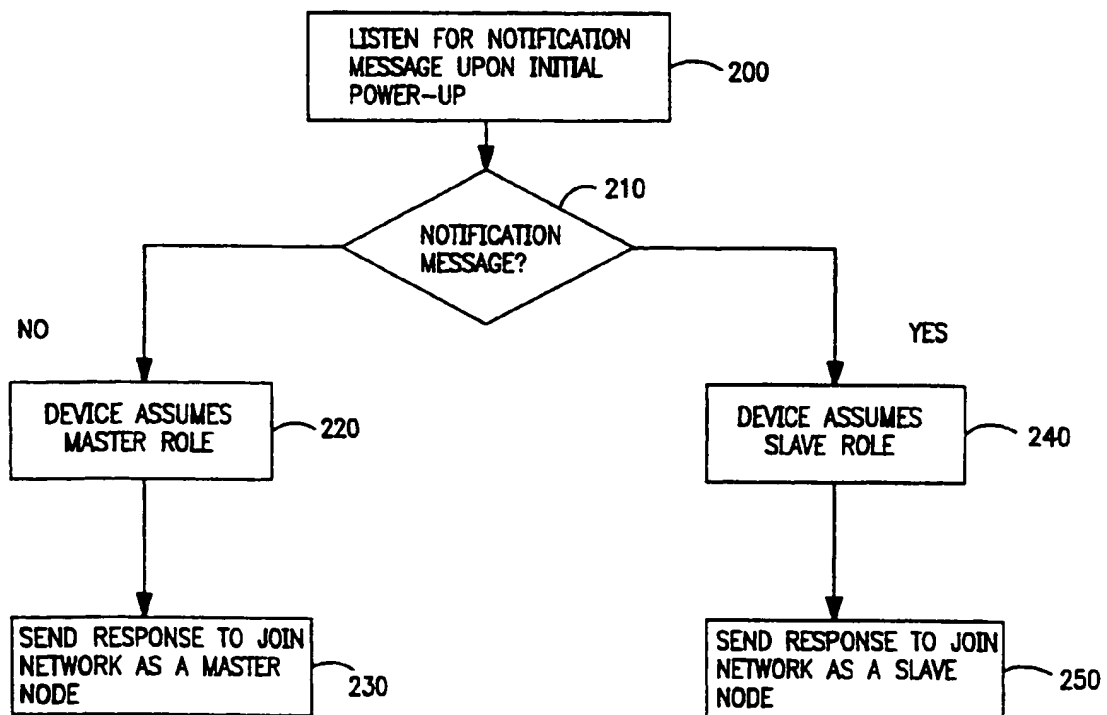 LISTEN FOR NOTIFICATION
MESSAGE UPON INITIAL
POWER-UP
200
210
NOTIFICATION
MESSAGE?
NO
YES
DEVICE ASSUMES
MASTER ROLE
220
DEVICE ASSUMES
SLAVE ROLE
240
SEND RESPONSE TO JOIN
NETWORK AS A MASTER
NODE
230
SEND RESPONSE TO JOIN
NETWORK AS A SLAVE
NODE
250